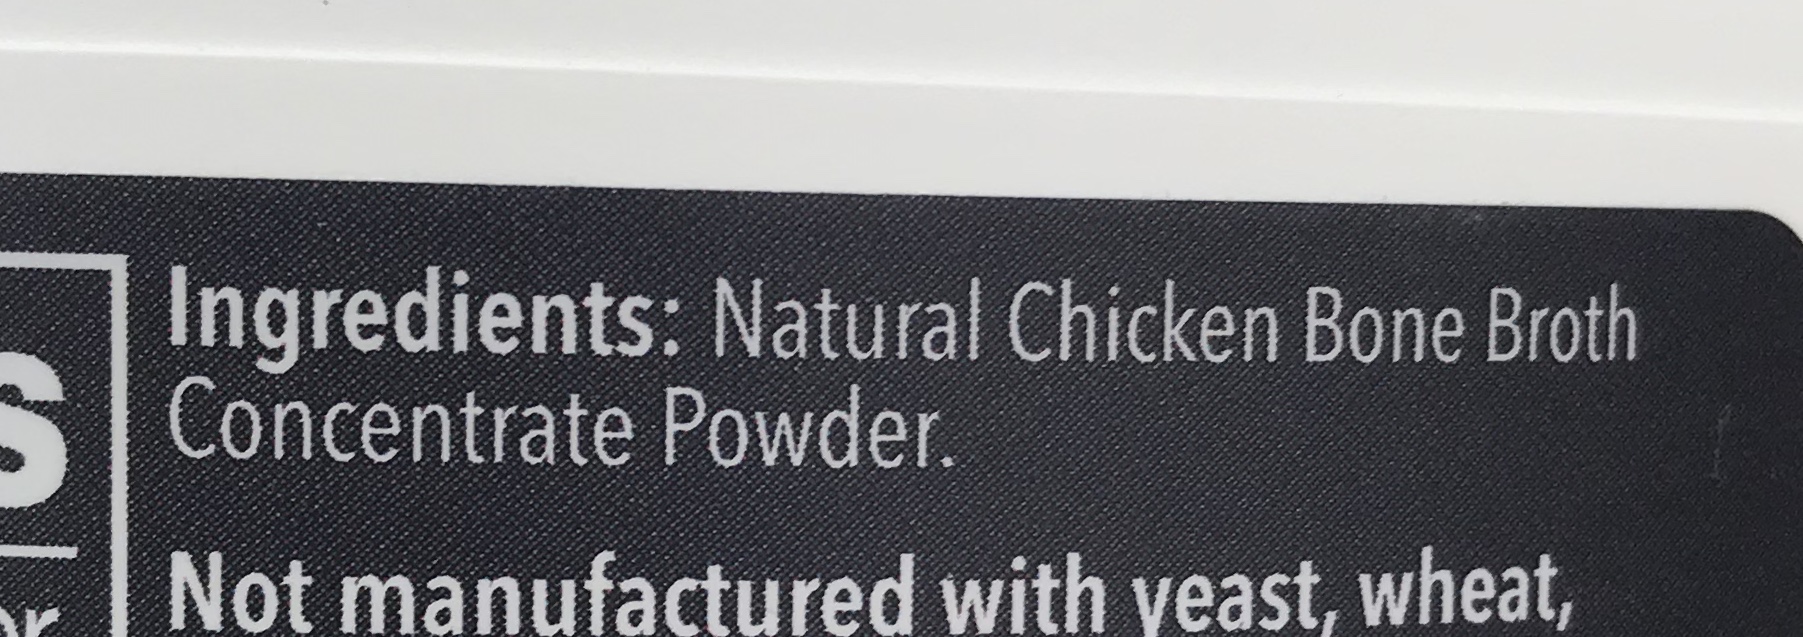 Ingredients: Natural Chicken Bone Broth
Concentrate Powder.
Not manufactured with yeast, wheat,